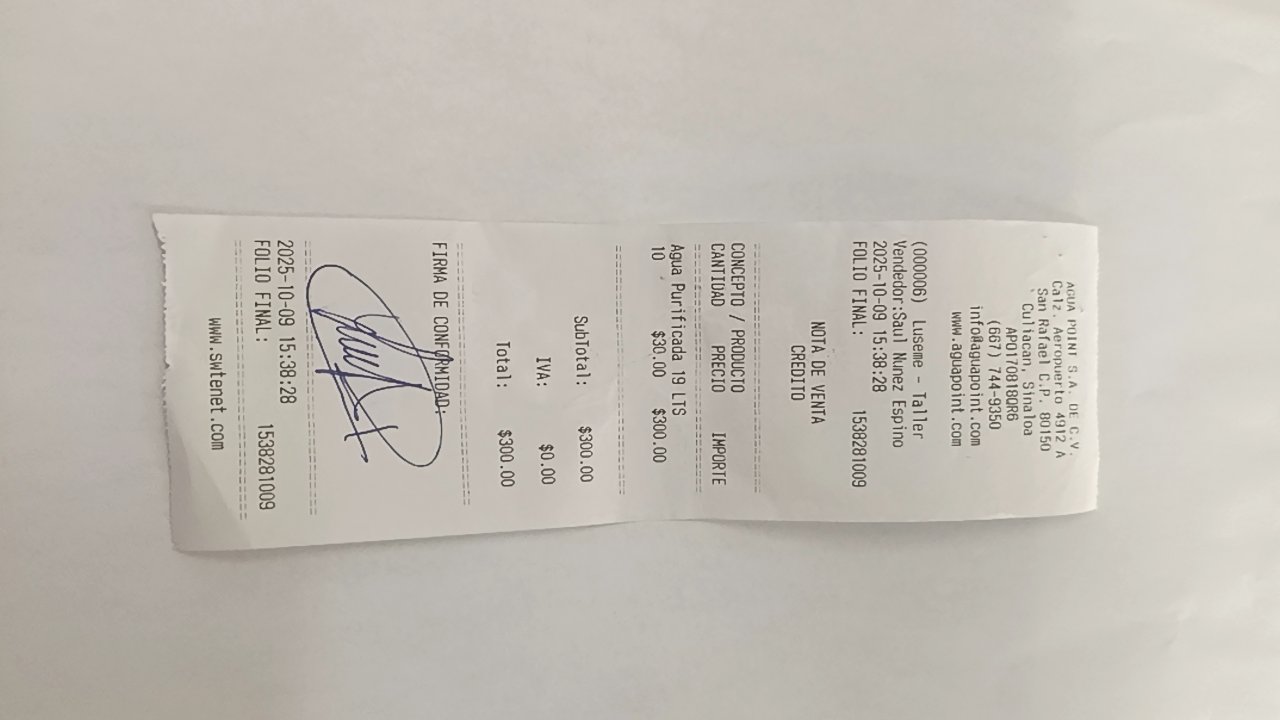 AGUA POINT S.A. DE C.V.
Calz. Aeropuerto 4912 A
San Rafael C.P. 80150
Culiacan, Sinaloa
APO170818QR6
(667) 744-9350
info@aguapoint.com
www.aguapoint.com
(000006) Luseme - Taller
Vendedor:Saul Nunez Espino
2025-10-09 15:38:28
FOLIO FINAL: 1538281009
NOTA DE VENTA
CREDITO
CONCEPTO / PRODUCTO
CANTIDAD PRECIO IMPORTE
Agua Purificada 19 LTS
10 $30.00 $300.00
SubTotal: $300.00
IVA: $0.00
Total: $300.00
FIRMA DE CONFORMIDAD:
2025-10-09 15:38:28
FOLIO FINAL: 1538281009
www.swtenet.com